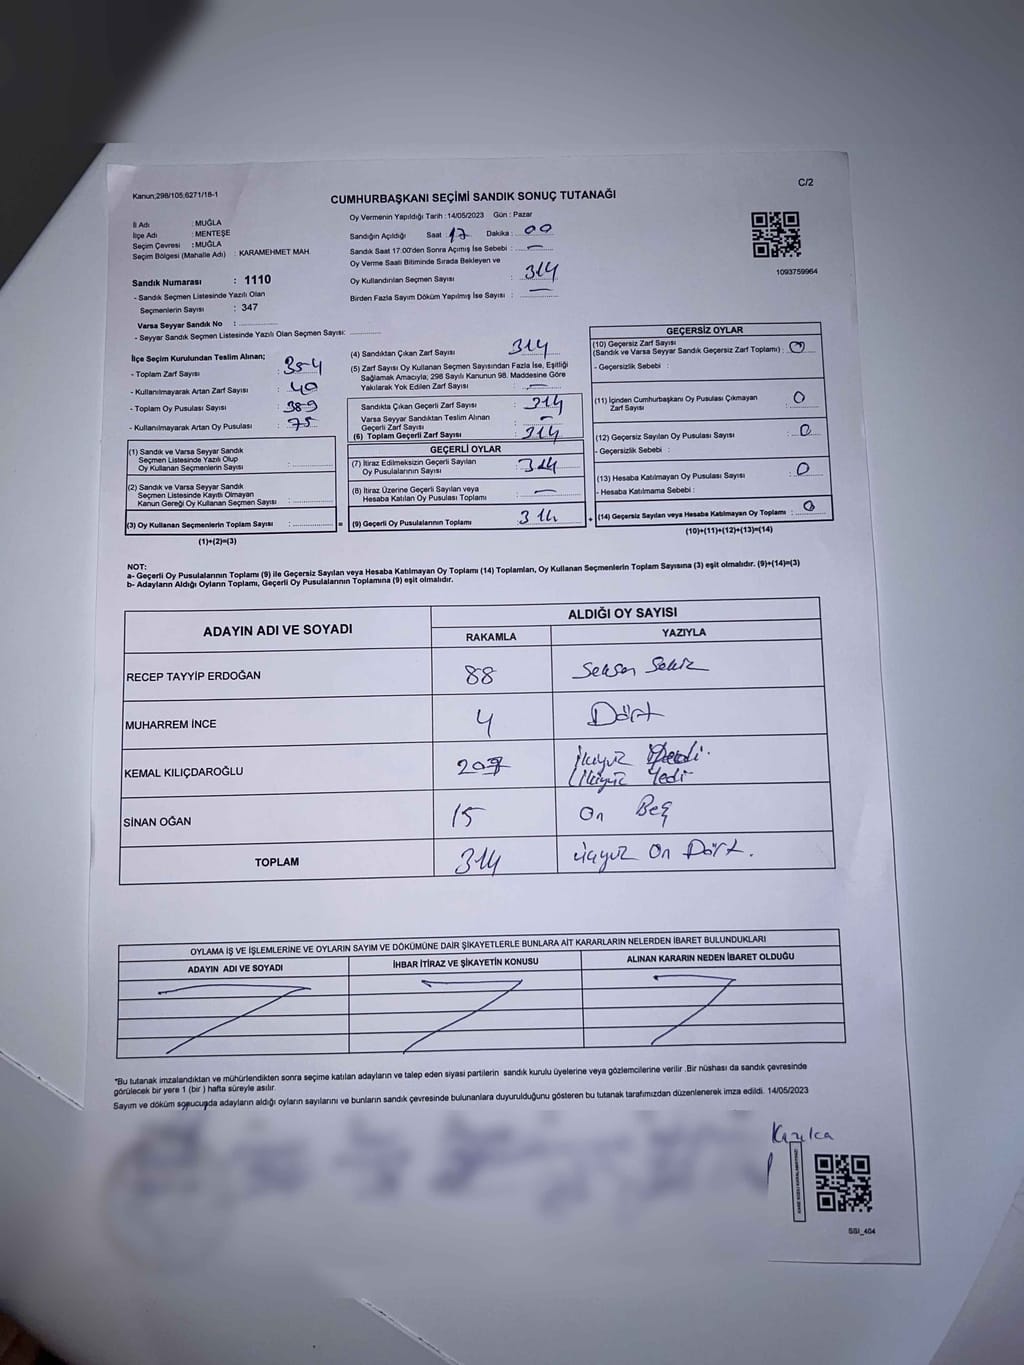 Kanun;298/105;6271/18-1
C/2
CUMHURBAŞKANI SEÇİMİ SANDIK SONUÇ TUTANAĞI
İl Adı : MUĞLA
İlçe Adı : MENTEŞE
Seçim Çevresi : MUĞLA
Seçim Bölgesi (Mahalle Adı) : KARAMEHMET MAH.
Sandık Numarası : 1110
- Sandık Seçmen Listesinde Yazılı Olan
Seçmenlerin Sayısı : 347
Varsa Seyyar Sandık No :
- Seyyar Sandık Seçmen Listesinde Yazılı Olan Seçmen Sayısı:
Oy Vermenin Yapıldığı Tarih : 14/05/2023 Gün : Pazar
Sandığın Açıldığı Saat : 17 Dakika : 00
Sandık Saat 17:00'den Sonra Açımış İse Sebebi : —
Oy Verme Saati Bitiminde Sırada Bekleyen ve
Oy Kullandırılan Seçmen Sayısı : 314
Birden Fazla Sayım Döküm Yapılmış İse Sayısı : —
1093759964
İlçe Seçim Kurulundan Teslim Alınan;
- Toplam Zarf Sayısı : 354
- Kullanılmayarak Artan Zarf Sayısı : 40
- Toplam Oy Pusulası Sayısı : 389
- Kullanılmayarak Artan Oy Pusulası : 75
(1) Sandık ve Varsa Seyyar Sandık
Seçmen Listesinde Yazılı Olup
Oy Kullanan Seçmenlerin Sayısı :
(2) Sandık ve Varsa Seyyar Sandık
Seçmen Listesinde Kayıtlı Olmayan
Kanun Gereği Oy Kullanan Seçmen Sayısı :
(3) Oy Kullanan Seçmenlerin Toplam Sayısı : =
(1)+(2)=(3)
(4) Sandıktan Çıkan Zarf Sayısı : 314
(5) Zarf Sayısı Oy Kullanan Seçmen Sayısından Fazla İse, Eşitliği
Sağlamak Amacıyla; 298 Sayılı Kanunun 98. Maddesine Göre
Yakılarak Yok Edilen Zarf Sayısı : —
Sandıkta Çıkan Geçerli Zarf Sayısı : 314
Varsa Seyyar Sandıktan Teslim Alınan
Geçerli Zarf Sayısı : —
(6) Toplam Geçerli Zarf Sayısı : 314
GEÇERLİ OYLAR
(7) İtiraz Edilmeksizin Geçerli Sayılan
Oy Pusulalarının Sayısı : 314
(8) İtiraz Üzerine Geçerli Sayılan veya
Hesaba Katılan Oy Pusulası Toplamı : —
(9) Geçerli Oy Pusulalarının Toplamı : 314 +
GEÇERSİZ OYLAR
(10) Geçersiz Zarf Sayısı
(Sandık ve Varsa Seyyar Sandık Geçersiz Zarf Toplamı) : 0
- Geçersizlik Sebebi :
(11) İçinden Cumhurbaşkanı Oy Pusulası Çıkmayan
Zarf Sayısı : 0
(12) Geçersiz Sayılan Oy Pusulası Sayısı : 0
- Geçersizlik Sebebi :
(13) Hesaba Katılmayan Oy Pusulası Sayısı : 0
- Hesaba Katılmama Sebebi :
(14) Geçersiz Sayılan veya Hesaba Katılmayan Oy Toplamı : 0
(10)+(11)+(12)+(13)=(14)
NOT:
a- Geçerli Oy Pusulalarının Toplamı (9) ile Geçersiz Sayılan veya Hesaba Katılmayan Oy Toplamı (14) Toplamları, Oy Kullanan Seçmenlerin Toplam Sayısına (3) eşit olmalıdır. (9)+(14)=(3)
b- Adayların Aldığı Oyların Toplamı, Geçerli Oy Pusulalarının Toplamına (9) eşit olmalıdır.
ADAYIN ADI VE SOYADI
ALDIĞI OY SAYISI
RAKAMLA YAZIYLA
RECEP TAYYİP ERDOĞAN 88 Seksen Sekiz
MUHARREM İNCE 4 Dört
KEMAL KILIÇDAROĞLU 207 İkiyüz
İkiyüz Yedi
SİNAN OĞAN 15 On Beş
TOPLAM 314 üçyüz On Dört.
OYLAMA İŞ VE İŞLEMLERİNE VE OYLARIN SAYIM VE DÖKÜMÜNE DAİR ŞİKAYETLERLE BUNLARA AİT KARARLARIN NELERDEN İBARET BULUNDUKLARI
ADAYIN ADI VE SOYADI İHBAR İTİRAZ VE ŞİKAYETİN KONUSU ALINAN KARARIN NEDEN İBARET OLDUĞU
*Bu tutanak imzalandıktan ve mühürlendikten sonra seçime katılan adayların ve talep eden siyasi partilerin sandık kurulu üyelerine veya gözlemcilerine verilir .Bir nüshası da sandık çevresinde
görülecek bir yere 1 (bir ) hafta süreyle asılır.
Sayım ve döküm sonucunda adayların aldığı oyların sayılarını ve bunların sandık çevresinde bulunanlara duyurulduğunu gösteren bu tutanak tarafımızdan düzenlenerek imza edildi. 14/05/2023
SSI_404